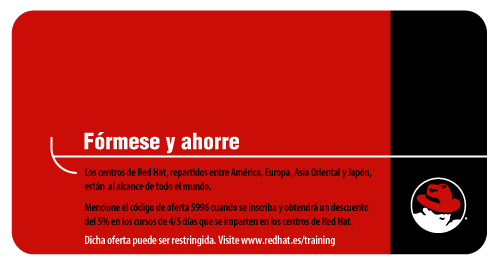 Fórmese y ahorre
Los centros de Red Hat, repartidos entre América, Europa, Asia Oriental y Japón,
están al alcance de todo el mundo.
Mencione el código de oferta 5996 cuando se inscriba y obtendrá un descuento
del 5% en los cursos de 4/5 días que se imparten en los centros de Red Hat.
Dicha oferta puede ser restringida. Visite www.redhat.es/training